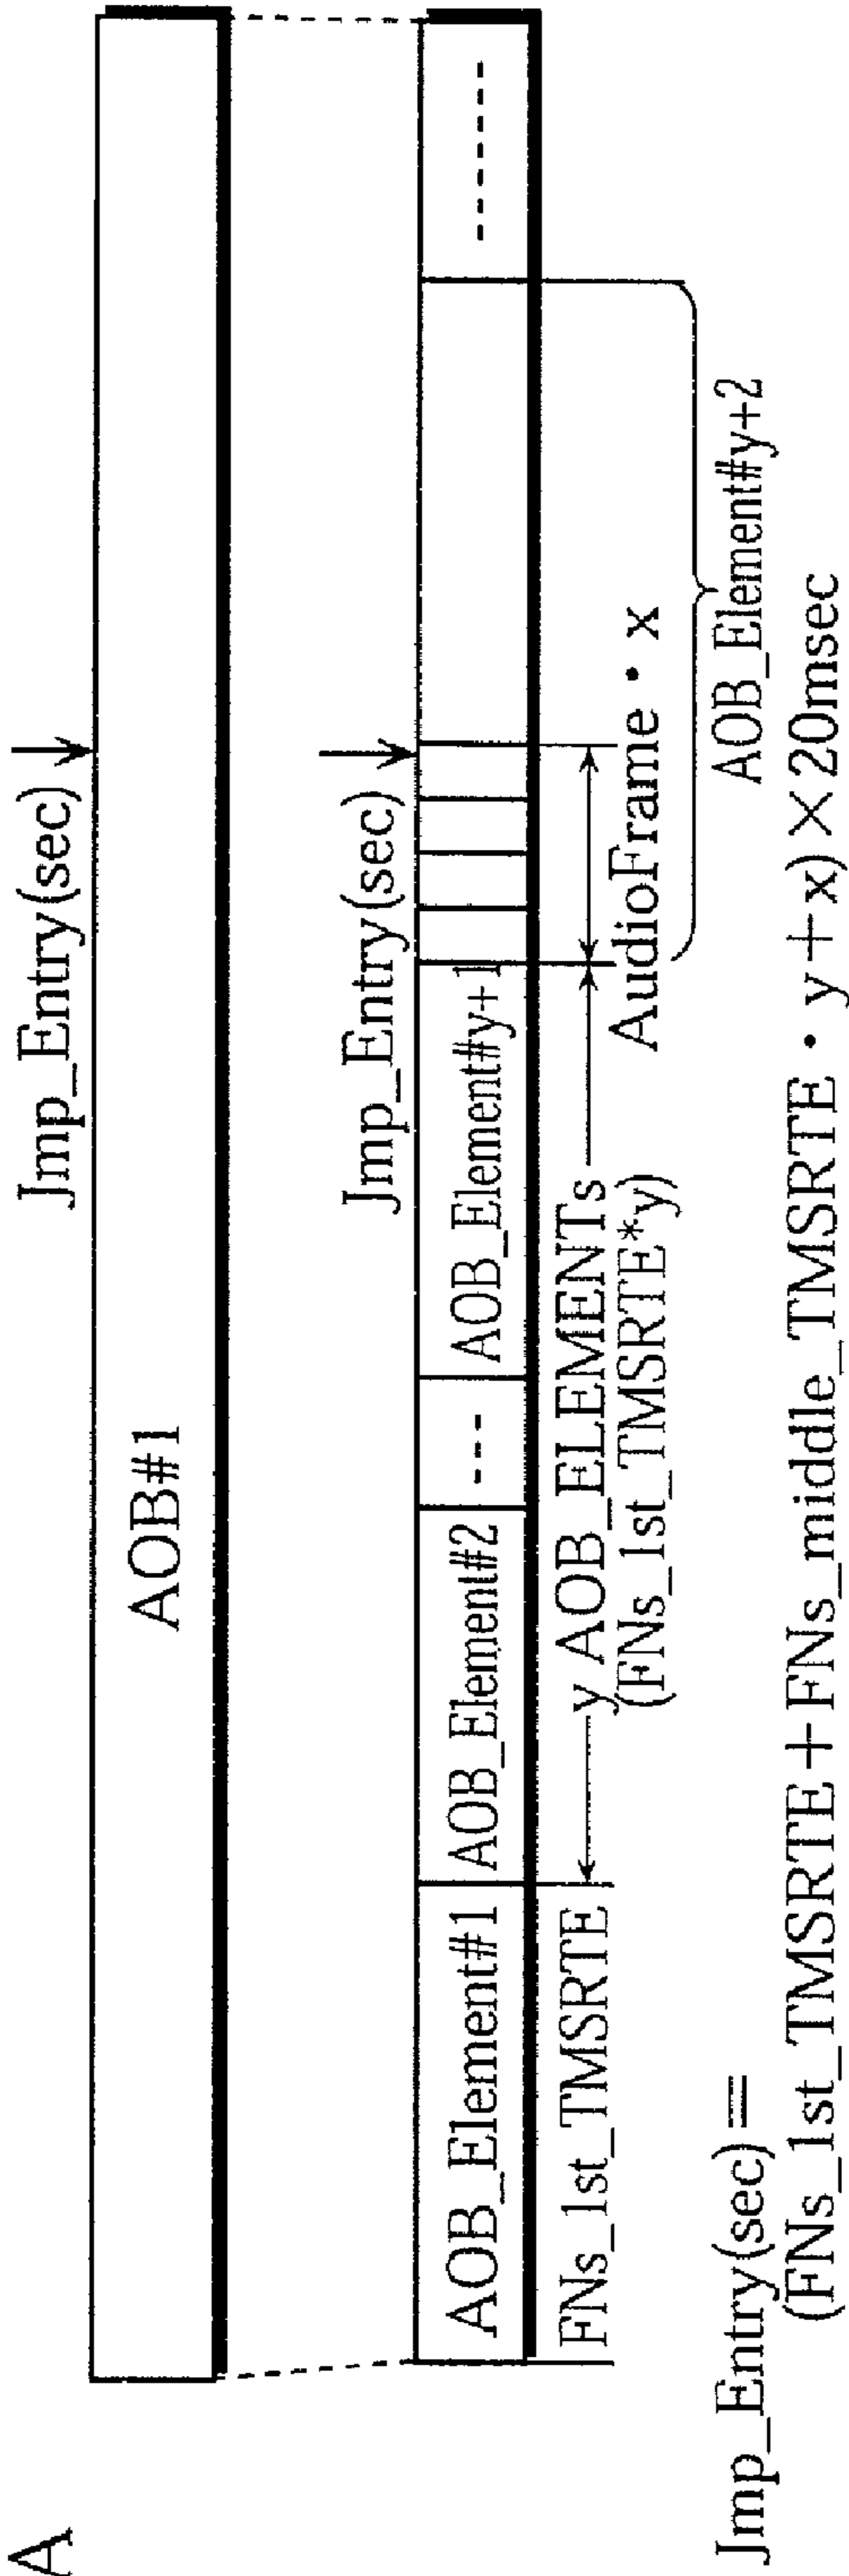 A
Jmp_Entry(sec)
AOB#1
Jmp_Entry(sec)
AOB_Element#1
AOB_Element#2
---
AOB_Element#y+1
------
FNs_1st_TMSRTE
y AOB_ELEMENTs
(FNs_1st_TMSRTE*y)
AudioFrame・x
AOB_Element#y+2
Jmp_Entry(sec)=
(FNs_1st_TMSRTE+FNs_middle_TMSRTE・y+x)×20msec